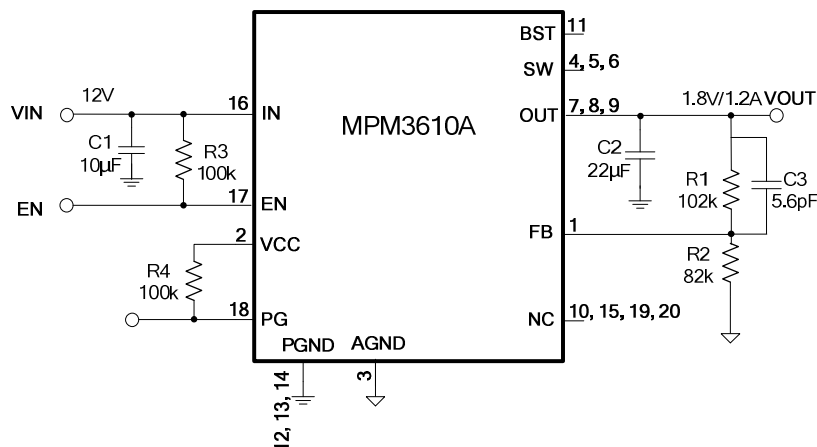 BST 11
SW 4, 5, 6
VIN 12V 16 IN
MPM3610A
OUT 7, 8, 9 1.8V/1.2A VOUT
C1
10µF
R3
100k
C2
22µF
R1
102k
C3
5.6pF
EN 17 EN
2 VCC
FB 1
R4
100k
R2
82k
18 PG
NC 10, 15, 19, 20
PGND AGND
12, 13, 14
3